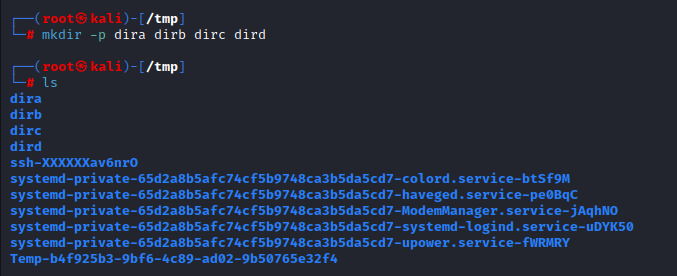 ┌──(root㉿kali)-[/tmp]
└─# mkdir -p dira dirb dirc dird
┌──(root㉿kali)-[/tmp]
└─# ls
dira
dirb
dirc
dird
ssh-XXXXXXav6nrO
systemd-private-65d2a8b5afc74cf5b9748ca3b5da5cd7-colord.service-btSf9M
systemd-private-65d2a8b5afc74cf5b9748ca3b5da5cd7-haveged.service-pe0BqC
systemd-private-65d2a8b5afc74cf5b9748ca3b5da5cd7-ModemManager.service-jAqhNO
systemd-private-65d2a8b5afc74cf5b9748ca3b5da5cd7-systemd-logind.service-uDYK50
systemd-private-65d2a8b5afc74cf5b9748ca3b5da5cd7-upower.service-fWRMRY
Temp-b4f925b3-9bf6-4c89-ad02-9b50765e32f4